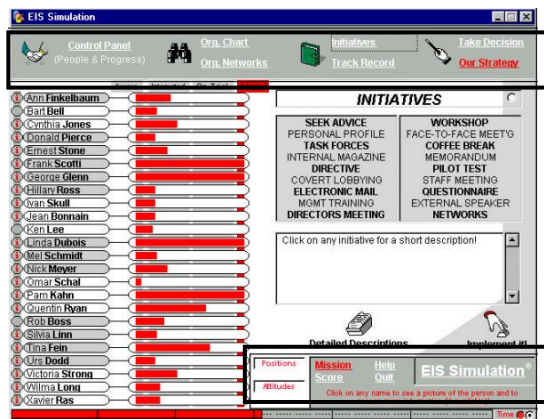 EIS Simulation
Control Panel
(People & Progress)
Org. Chart
Org. Networks
Initiatives
Track Record
Take Decision
Our Strategy
Ann Finkelbaum
Bart Bell
Cynthia Jones
Donald Pierce
Ernest Stone
Frank Scotti
George Glenn
Hillary Ross
Ivan Skull
Jean Bonnain
Ken Lee
Linda Dubois
Mel Schmidt
Nick Meyer
Omar Schal
Pam Kahn
Quentin Ryan
Rob Boss
Silvia Linn
Tina Fein
Urs Dodd
Victoria Strong
Wilma Long
Xavier Ras
INITIATIVES
SEEK ADVICE
PERSONAL PROFILE
TASK FORCES
INTERNAL MAGAZINE
DIRECTIVE
COVERT LOBBYING
ELECTRONIC MAIL
MGMT TRAINING
DIRECTORS MEETING
WORKSHOP
FACE-TO-FACE MEET'G
COFFEE BREAK
MEMORANDUM
PILOT TEST
STAFF MEETING
QUESTIONNAIRE
EXTERNAL SPEAKER
NETWORKS
Click on any initiative for a short description!
Detailed Descriptions
Implement it!
Positions
Attitudes
Mission
Score
Help
Quit
EIS Simulation®
Click on any name to see a picture of the person and to
Time